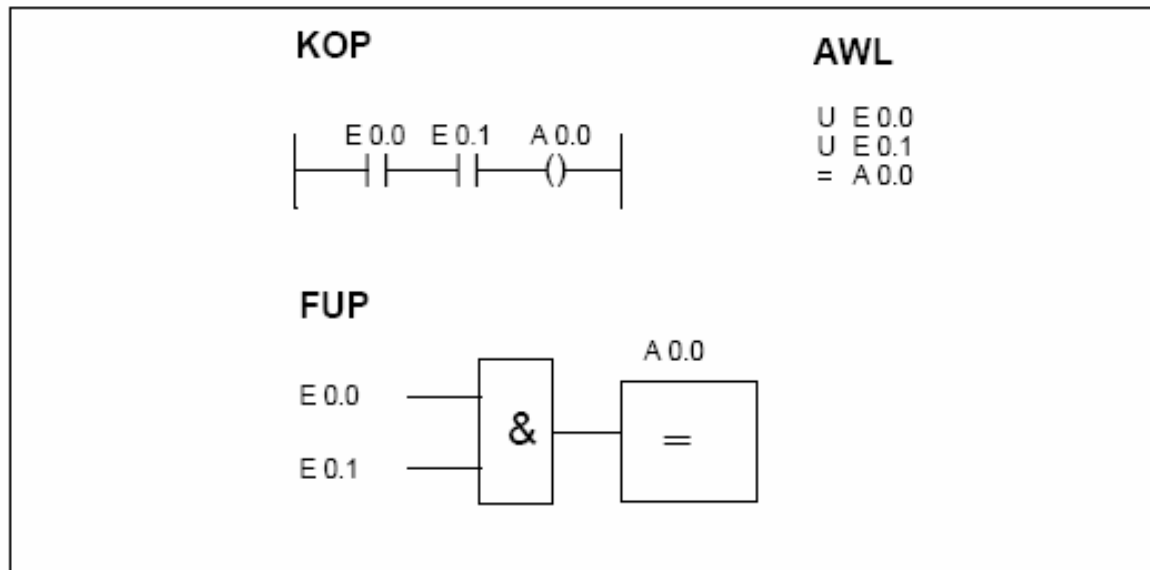 KOP
E 0.0 E 0.1 A 0.0
AWL
U E 0.0
U E 0.1
= A 0.0
FUP
A 0.0
E 0.0
&
=
E 0.1